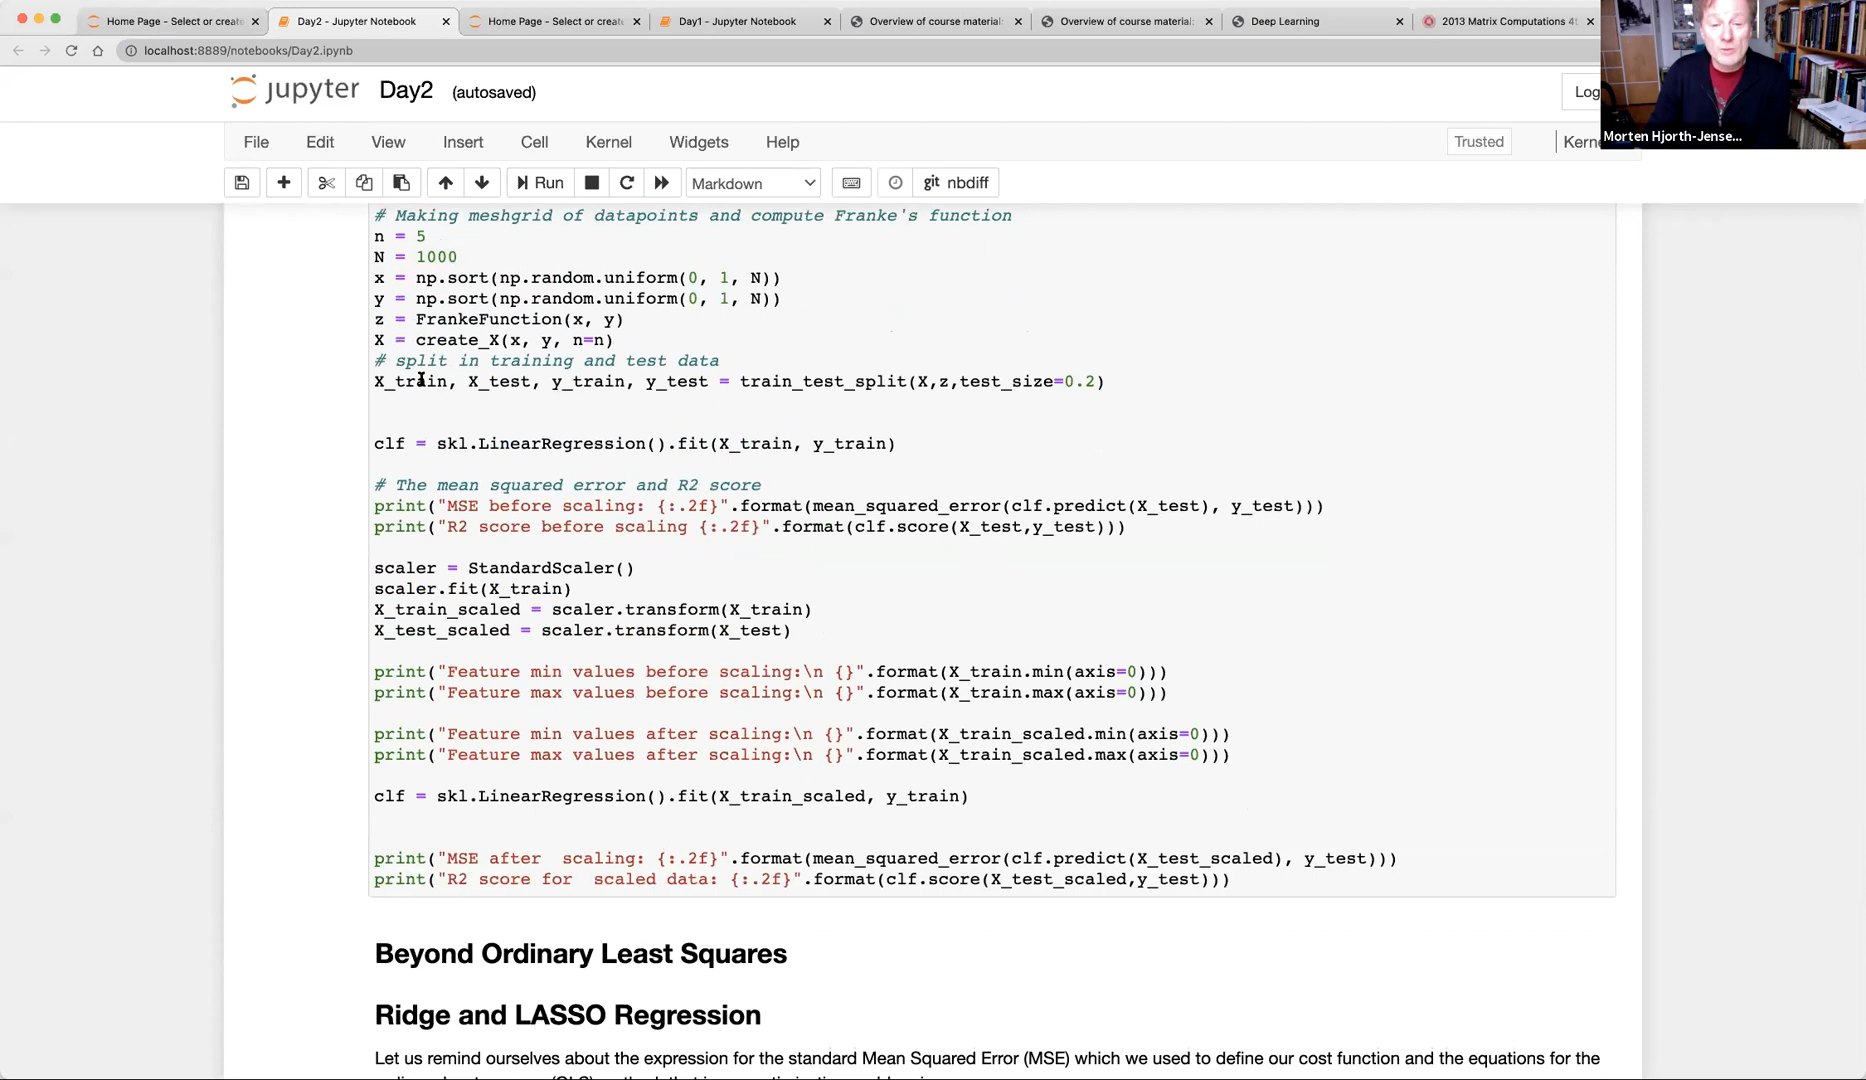 Home Page - Select or create
Day2 - Jupyter Notebook
Home Page - Select or create
Day1 - Jupyter Notebook
Overview of course material:
Overview of course material:
Deep Learning
2013 Matrix Computations 4t
localhost:8889/notebooks/Day2.ipynb
jupyter Day2 (autosaved)
Log
Morten Hjorth-Jense...
File Edit View Insert Cell Kernel Widgets Help
Trusted
Kerne
Run
Markdown
git nbdiff
# Making meshgrid of datapoints and compute Franke's function
n = 5
N = 1000
x = np.sort(np.random.uniform(0, 1, N))
y = np.sort(np.random.uniform(0, 1, N))
z = FrankeFunction(x, y)
X = create_X(x, y, n=n)
# split in training and test data
X_train, X_test, y_train, y_test = train_test_split(X,z,test_size=0.2)
clf = skl.LinearRegression().fit(X_train, y_train)
# The mean squared error and R2 score
print("MSE before scaling: {:.2f}".format(mean_squared_error(clf.predict(X_test), y_test)))
print("R2 score before scaling {:.2f}".format(clf.score(X_test,y_test)))
scaler = StandardScaler()
scaler.fit(X_train)
X_train_scaled = scaler.transform(X_train)
X_test_scaled = scaler.transform(X_test)
print("Feature min values before scaling:\n {}".format(X_train.min(axis=0)))
print("Feature max values before scaling:\n {}".format(X_train.max(axis=0)))
print("Feature min values after scaling:\n {}".format(X_train_scaled.min(axis=0)))
print("Feature max values after scaling:\n {}".format(X_train_scaled.max(axis=0)))
clf = skl.LinearRegression().fit(X_train_scaled, y_train)
print("MSE after  scaling: {:.2f}".format(mean_squared_error(clf.predict(X_test_scaled), y_test)))
print("R2 score for  scaled data: {:.2f}".format(clf.score(X_test_scaled,y_test)))
Beyond Ordinary Least Squares
Ridge and LASSO Regression
Let us remind ourselves about the expression for the standard Mean Squared Error (MSE) which we used to define our cost function and the equations for the